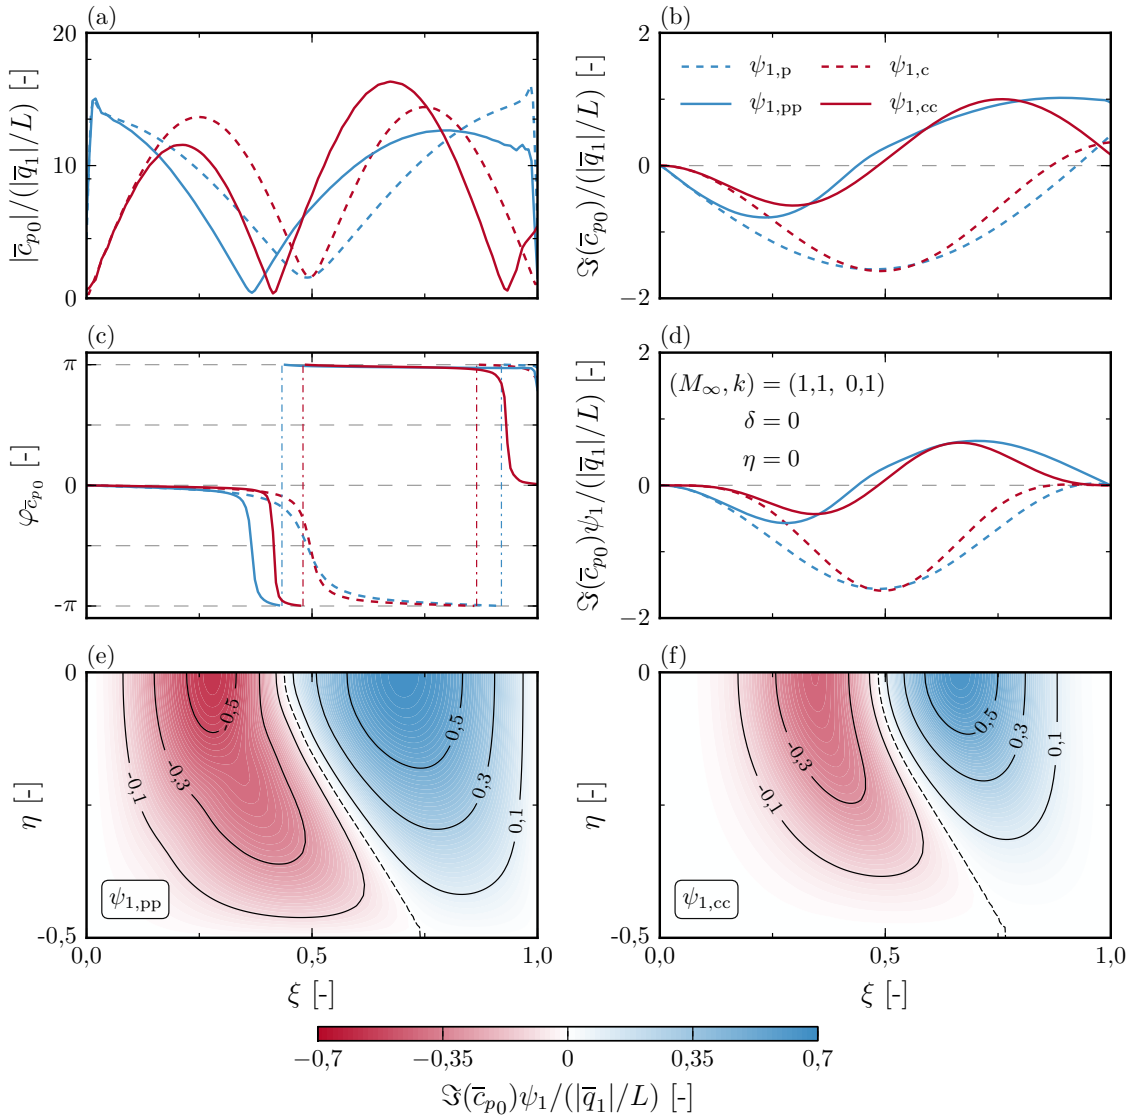 (a)
20
10
0
|c̅ₚ₀|/(|q̅₁|/L) [-]
(b)
2
0
−2
ℑ(c̅ₚ₀)/(|q̅₁|/L) [-]
ψ₁,p
ψ₁,c
ψ₁,pp
ψ₁,cc
(c)
π
0
-π
φ_c̅ₚ₀ [-]
(d)
2
0
−2
ℑ(c̅ₚ₀)ψ₁/(|q̅₁|/L) [-]
(M∞, k) = (1,1, 0,1)
δ = 0
η = 0
(e)
0
-0,5
η [-]
-0,5
-0,3
-0,1
0,5
0,3
0,1
ψ₁,pp
0,0
0,5
1,0
ξ [-]
(f)
0
-0,5
η [-]
-0,3
-0,1
0,5
0,3
0,1
ψ₁,cc
0,0
0,5
1,0
ξ [-]
−0,7
−0,35
0
0,35
0,7
ℑ(c̅ₚ₀)ψ₁/(|q̅₁|/L) [-]